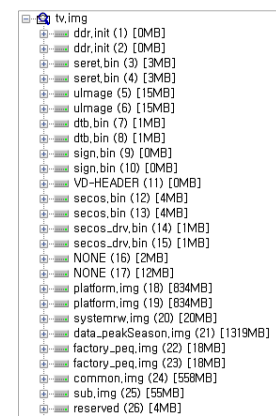 tv.img
ddr.init (1) [0MB]
ddr.init (2) [0MB]
seret.bin (3) [3MB]
seret.bin (4) [3MB]
uImage (5) [15MB]
uImage (6) [15MB]
dtb.bin (7) [1MB]
dtb.bin (8) [1MB]
sign.bin (9) [0MB]
sign.bin (10) [0MB]
VD-HEADER (11) [0MB]
secos.bin (12) [4MB]
secos.bin (13) [4MB]
secos_drv.bin (14) [1MB]
secos_drv.bin (15) [1MB]
NONE (16) [2MB]
NONE (17) [12MB]
platform.img (18) [834MB]
platform.img (19) [834MB]
systemrw.img (20) [20MB]
data_peakSeason.img (21) [1319MB]
factory_peq.img (22) [18MB]
factory_peq.img (23) [18MB]
common.img (24) [558MB]
sub.img (25) [55MB]
reserved (26) [4MB]